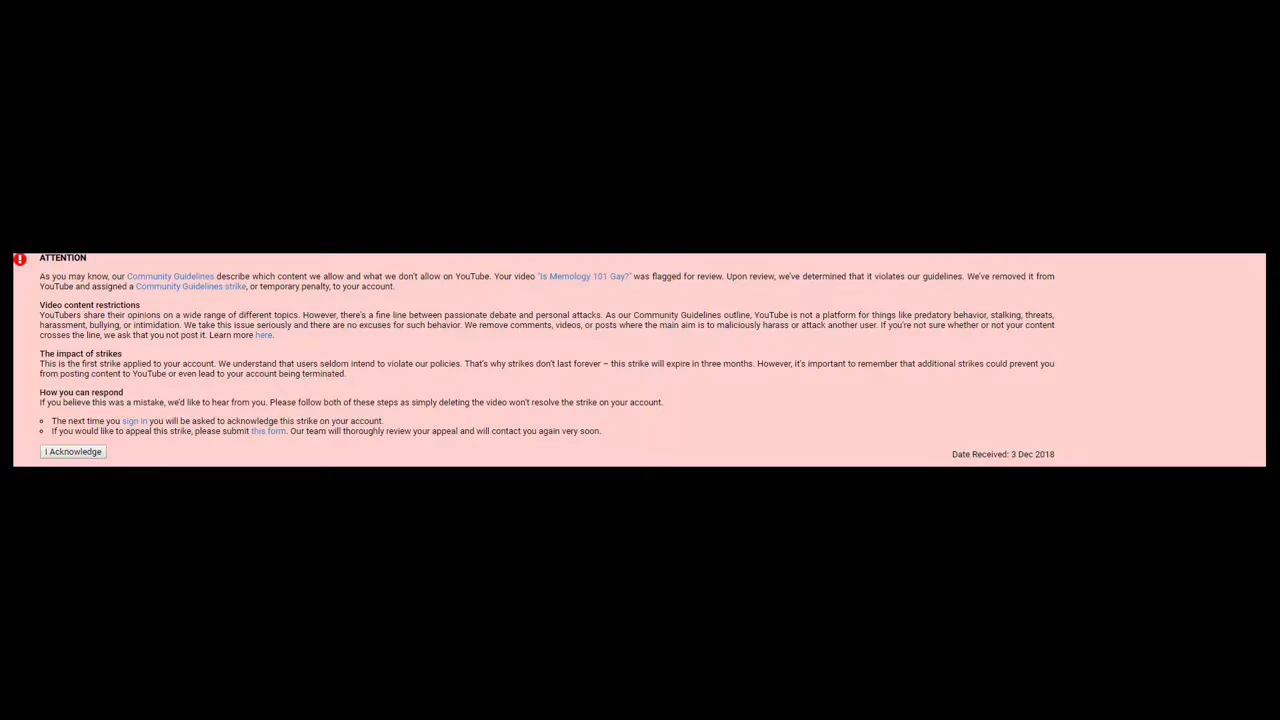 ATTENTION
As you may know, our Community Guidelines describe which content we allow and what we don't allow on YouTube. Your video "Is Memology 101 Gay?" was flagged for review. Upon review, we've determined that it violates our guidelines. We've removed it from
YouTube and assigned a Community Guidelines strike, or temporary penalty, to your account.
Video content restrictions
YouTubers share their opinions on a wide range of different topics. However, there's a fine line between passionate debate and personal attacks. As our Community Guidelines outline, YouTube is not a platform for things like predatory behavior, stalking, threats,
harassment, bullying, or intimidation. We take this issue seriously and there are no excuses for such behavior. We remove comments, videos, or posts where the main aim is to maliciously harass or attack another user. If you're not sure whether or not your content
crosses the line, we ask that you not post it. Learn more here.
The impact of strikes
This is the first strike applied to your account. We understand that users seldom intend to violate our policies. That's why strikes don't last forever – this strike will expire in three months. However, it's important to remember that additional strikes could prevent you
from posting content to YouTube or even lead to your account being terminated.
How you can respond
If you believe this was a mistake, we'd like to hear from you. Please follow both of these steps as simply deleting the video won't resolve the strike on your account.
The next time you sign in you will be asked to acknowledge this strike on your account.
If you would like to appeal this strike, please submit this form. Our team will thoroughly review your appeal and will contact you again very soon.
I Acknowledge
Date Received: 3 Dec 2018